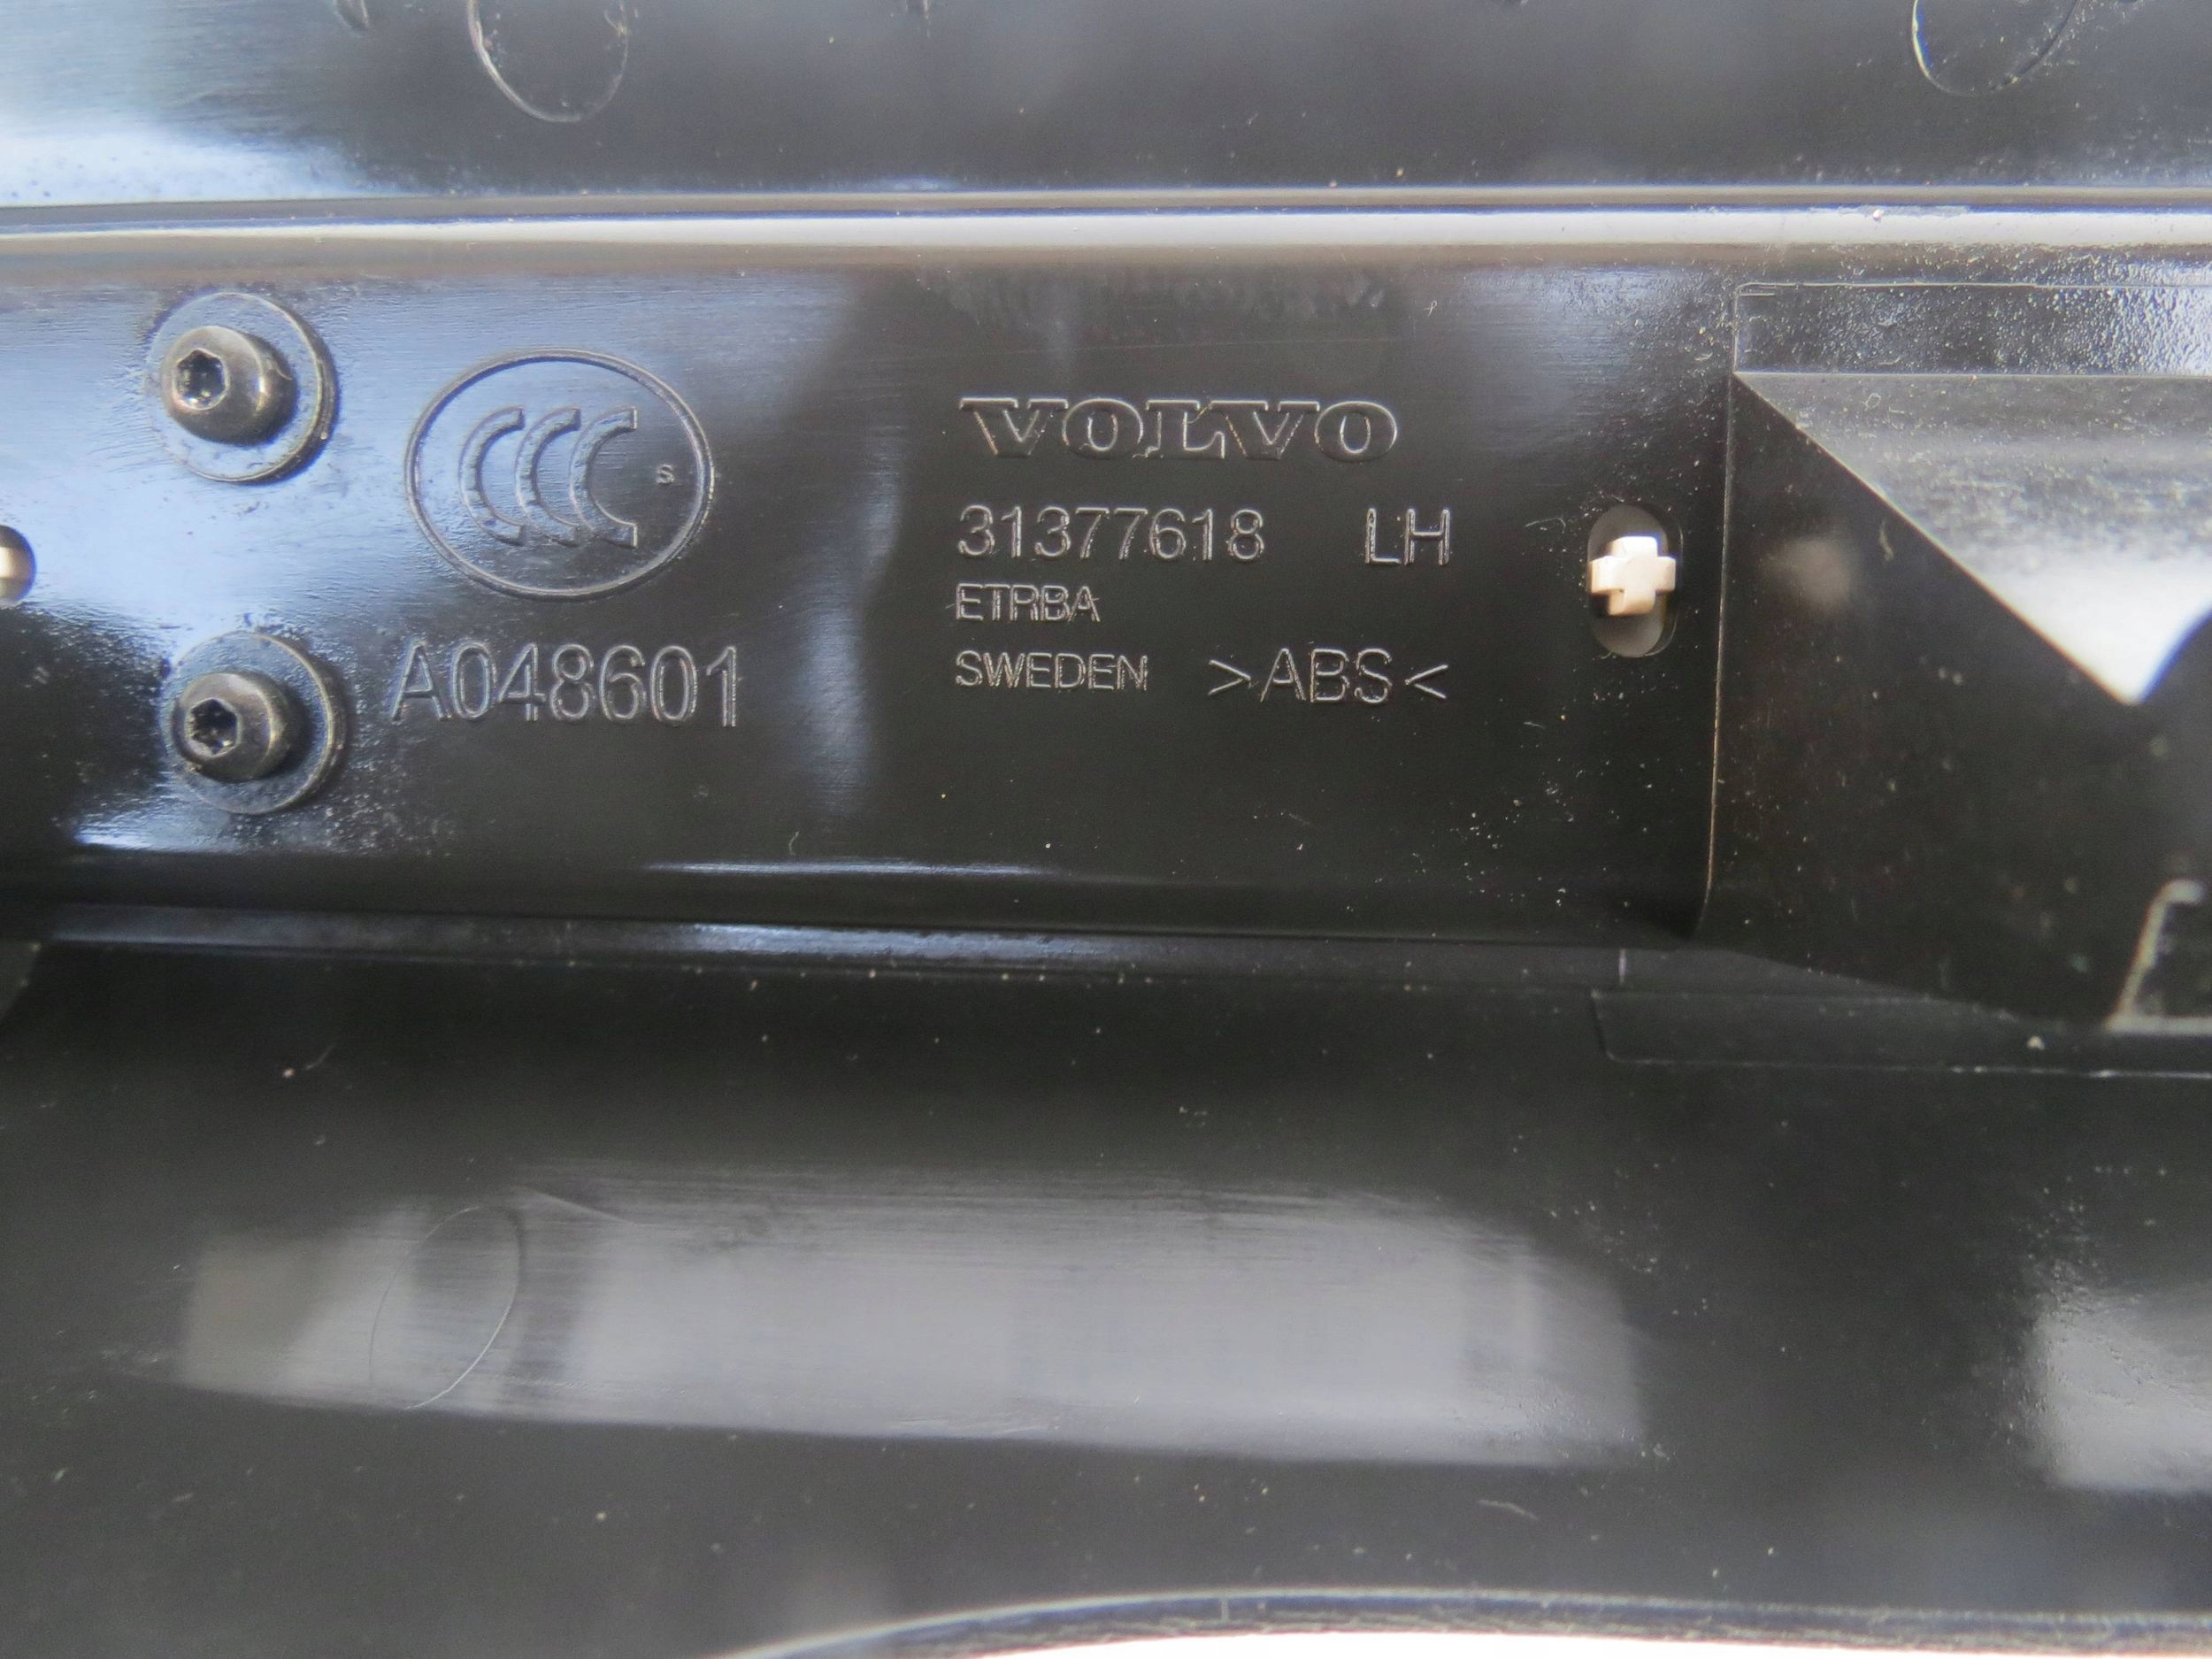 CCC S
A048601
VOLVO
31377618 LH
ETRBA
SWEDEN >ABS<